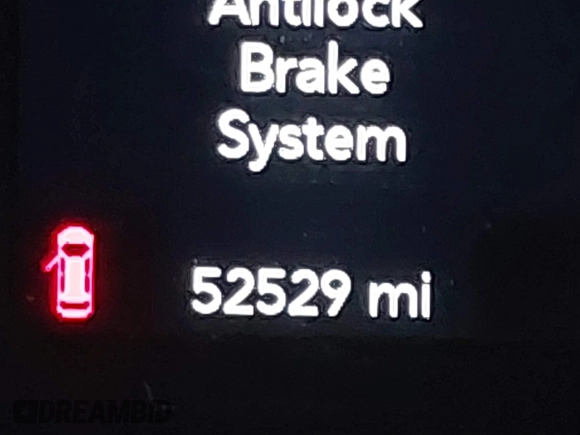 Antilock
Brake
System
52529 mi
DREAMBID